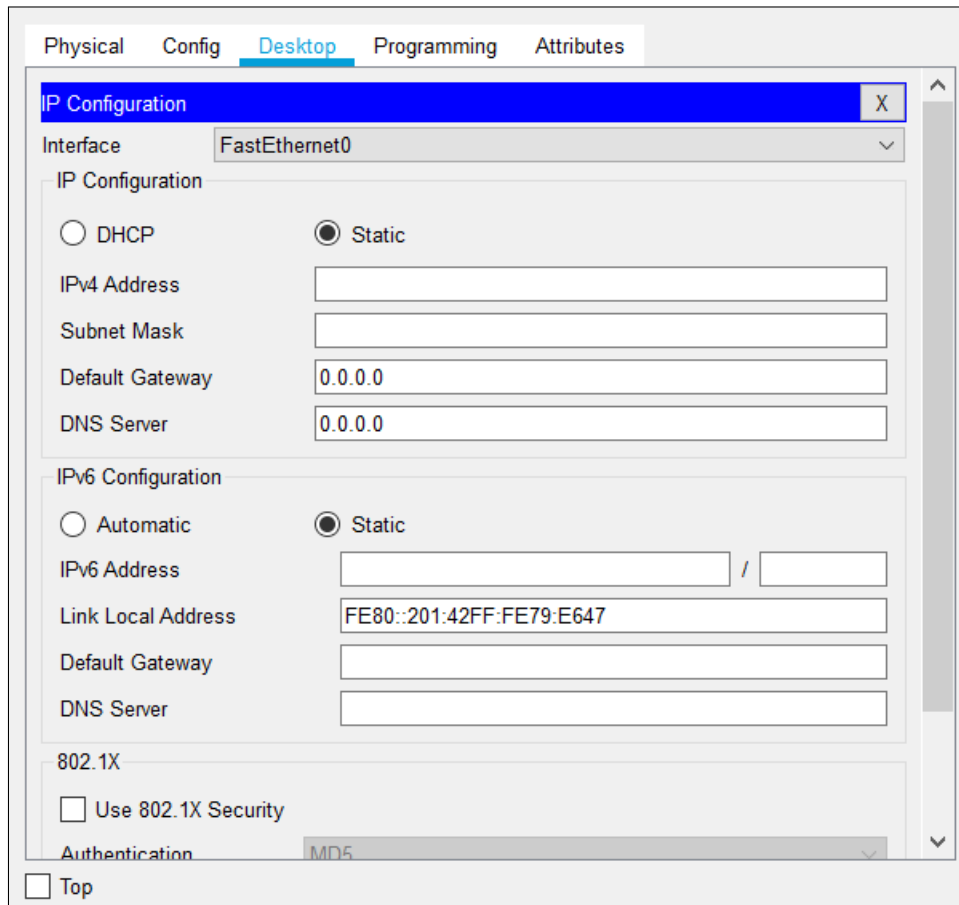 Physical Config Desktop Programming Attributes
IP Configuration X
Interface FastEthernet0
IP Configuration
DHCP Static
IPv4 Address
Subnet Mask
Default Gateway 0.0.0.0
DNS Server 0.0.0.0
IPv6 Configuration
Automatic Static
IPv6 Address /
Link Local Address FE80::201:42FF:FE79:E647
Default Gateway
DNS Server
802.1X
Use 802.1X Security
Authentication MD5
Top